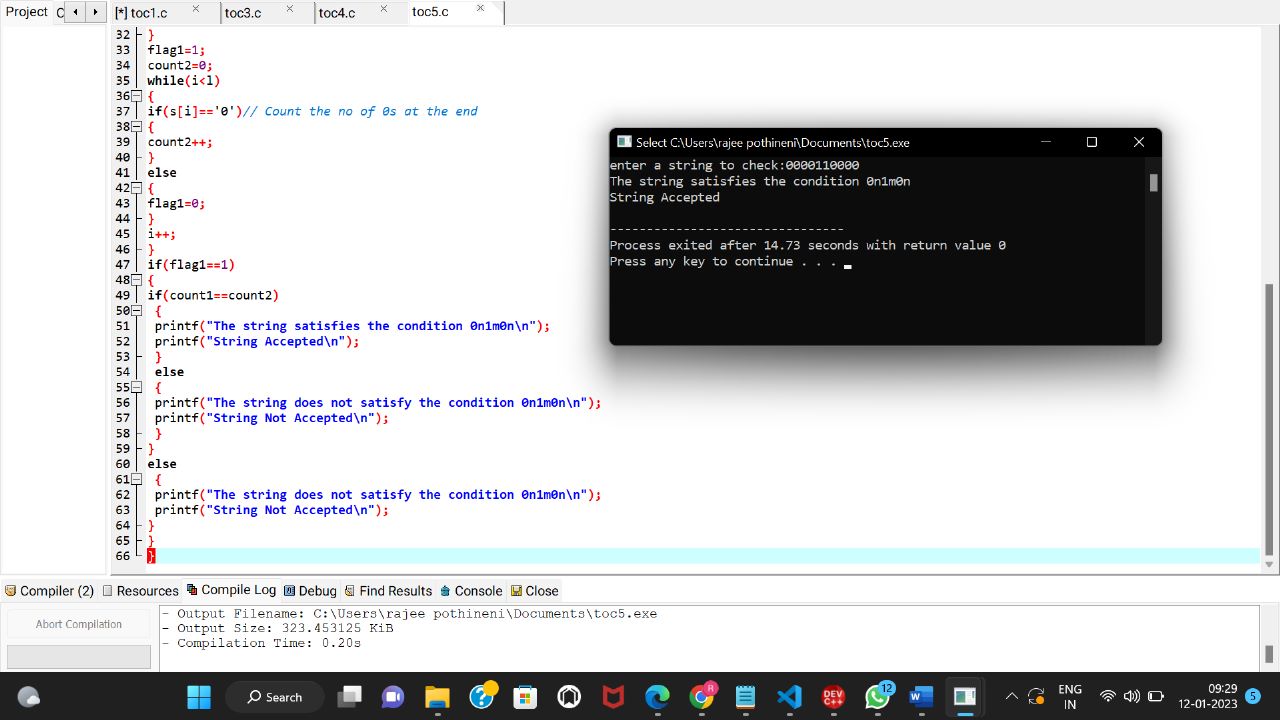 Project C
[*] toc1.c toc3.c toc4.c toc5.c
32 }
33 flag1=1;
34 count2=0;
35 while(i<l)
36 {
37 if(s[i]=='0')// Count the no of 0s at the end
38 {
39 count2++;
40 }
41 else
42 {
43 flag1=0;
44 }
45 i++;
46 }
47 if(flag1==1)
48 {
49 if(count1==count2)
50 {
51 printf("The string satisfies the condition 0n1m0n\n");
52 printf("String Accepted\n");
53 }
54 else
55 {
56 printf("The string does not satisfy the condition 0n1m0n\n");
57 printf("String Not Accepted\n");
58 }
59 }
60 else
61 {
62 printf("The string does not satisfy the condition 0n1m0n\n");
63 printf("String Not Accepted\n");
64 }
65 }
66 }
Select C:\Users\rajee pothineni\Documents\toc5.exe
enter a string to check:0000110000
The string satisfies the condition 0n1m0n
String Accepted
--------------------------------
Process exited after 14.73 seconds with return value 0
Press any key to continue . . .
Compiler (2) Resources Compile Log Debug Find Results Console Close
Abort Compilation
- Output Filename: C:\Users\rajee pothineni\Documents\toc5.exe
- Output Size: 323.453125 KiB
- Compilation Time: 0.20s
Search
R
DEV
C++
12
W
ENG
IN
09:29
12-01-2023
5